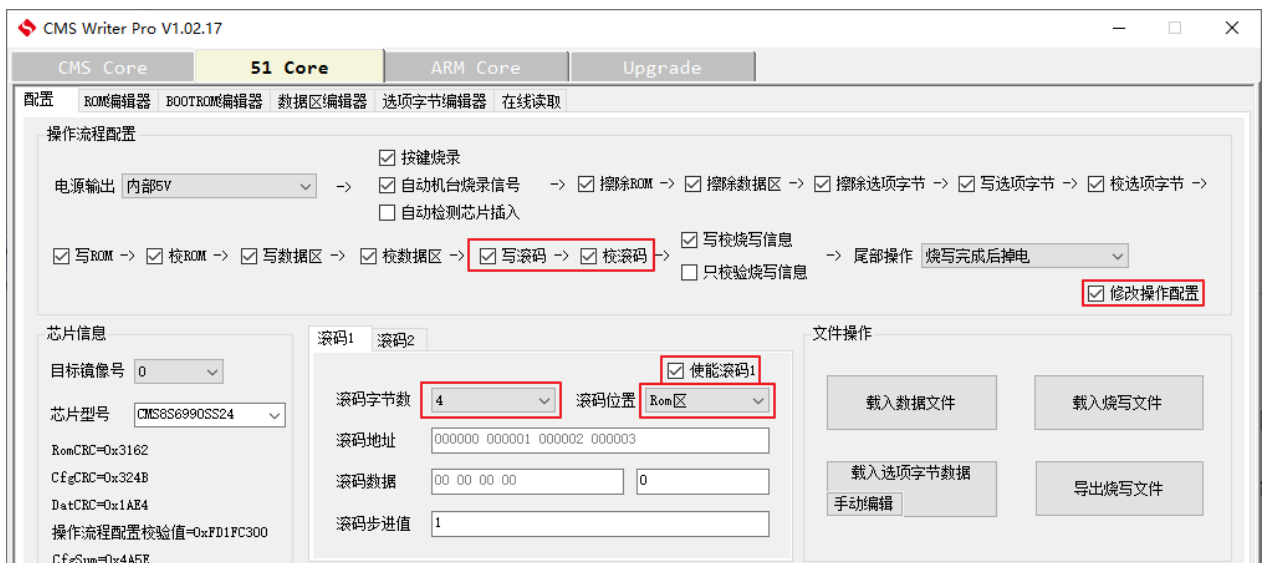 CMS Writer Pro V1.02.17
CMS Core 51 Core ARM Core Upgrade
配置 ROM编辑器 BOOTROM编辑器 数据区编辑器 选项字节编辑器 在线读取
操作流程配置
按键烧录
电源输出 内部5V -> 自动机台烧录信号 -> 擦除ROM -> 擦除数据区 -> 擦除选项字节 -> 写选项字节 -> 校选项字节 ->
自动检测芯片插入
写ROM -> 校ROM -> 写数据区 -> 校数据区 -> 写滚码 -> 校滚码 -> 写校烧写信息
只校验烧写信息
-> 尾部操作 烧写完成后掉电
修改操作配置
芯片信息
目标镜像号 0
芯片型号 CMS8S6990SS24
RomCRC=0x3162
CfgCRC=0x324B
DatCRC=0x1AE4
操作流程配置校验值=0xFD1FC300
CfgSum=0x4A5E
滚码1 滚码2
使能滚码1
滚码字节数 4 滚码位置 Rom区
滚码地址 000000 000001 000002 000003
滚码数据 00 00 00 00 0
滚码步进值 1
文件操作
载入数据文件 载入烧写文件
载入选项字节数据 导出烧写文件
手动编辑